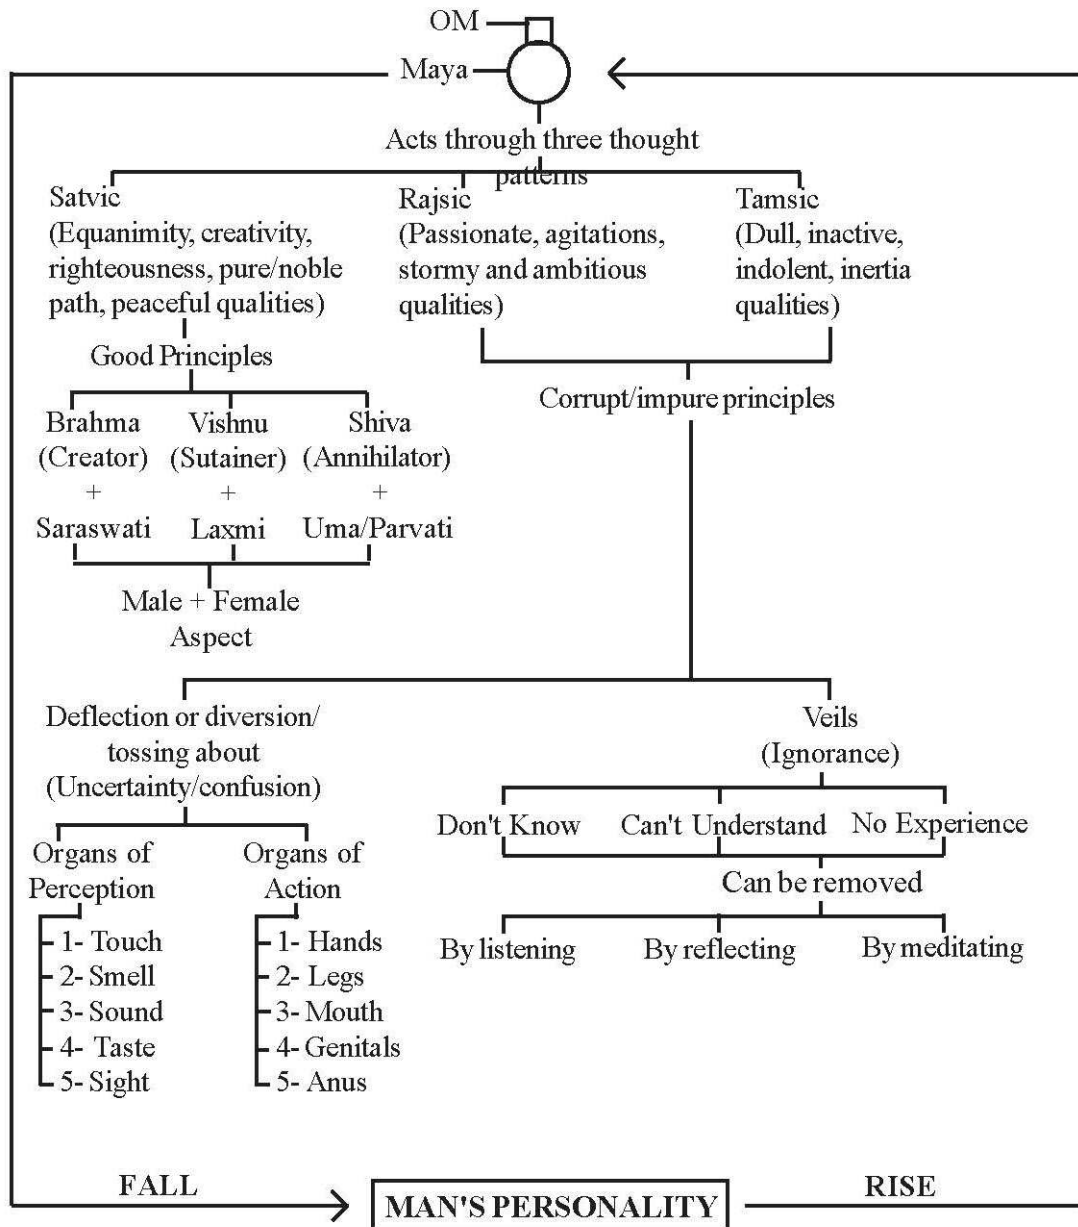 OM
Maya
Acts through three thought
patterns
Satvic
(Equanimity, creativity,
righteousness, pure/noble
path, peaceful qualities)
Rajsic
(Passionate, agitations,
stormy and ambitious
qualities)
Tamsic
(Dull, inactive,
indolent, inertia
qualities)
Good Principles
Corrupt/impure principles
Brahma
(Creator)
+
Saraswati
Vishnu
(Sutainer)
+
Laxmi
Shiva
(Annihilator)
+
Uma/Parvati
Male + Female
Aspect
Deflection or diversion/
tossing about
(Uncertainty/confusion)
Veils
(Ignorance)
Organs of
Perception
1- Touch
2- Smell
3- Sound
4- Taste
5- Sight
Organs of
Action
1- Hands
2- Legs
3- Mouth
4- Genitals
5- Anus
Don't Know
Can't Understand
No Experience
Can be removed
By listening
By reflecting
By meditating
FALL
MAN'S PERSONALITY
RISE